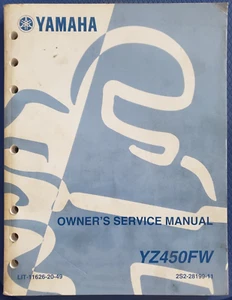 YAMAHA
OWNER'S SERVICE MANUAL
YZ450FW
LIT-11626-20-49
2S2-28199-11